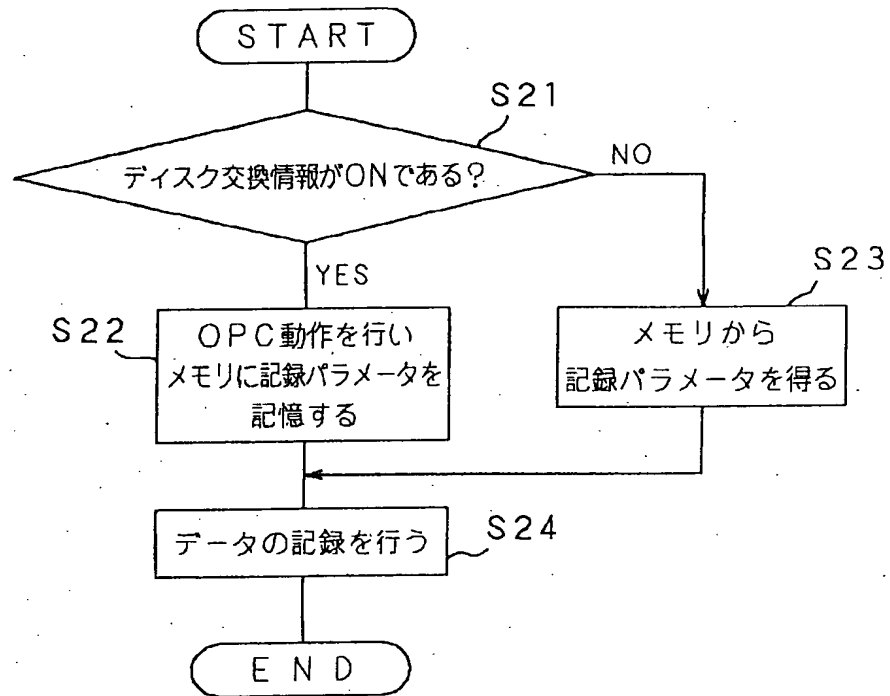 START
S21
ディスク交換情報がONである?
NO
YES
S23
S22
OPC動作を行い
メモリに記録パラメータを
記憶する
メモリから
記録パラメータを得る
データの記録を行う
S24
END